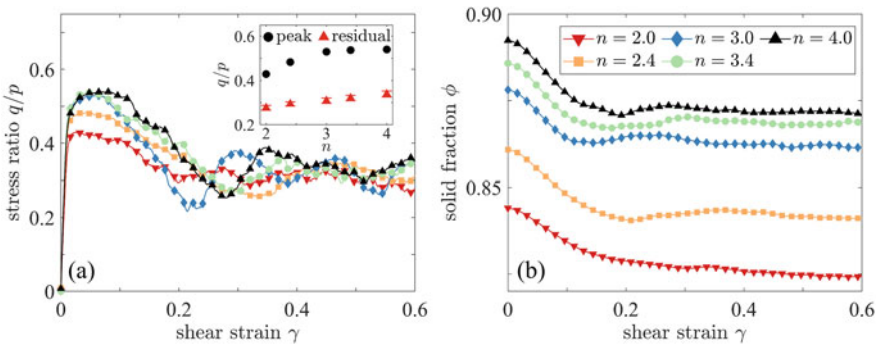 0.6
0.4
0.2
0
stress ratio q/p
0 0.2 0.4 0.6
shear strain γ
(a)
peak residual
0.6
0.4
0.2
q/p
2 3 4
n
0.90
0.85
solid fraction ϕ
n = 2.0 n = 3.0 n = 4.0
n = 2.4 n = 3.4
(b)
0 0.2 0.4 0.6
shear strain γ